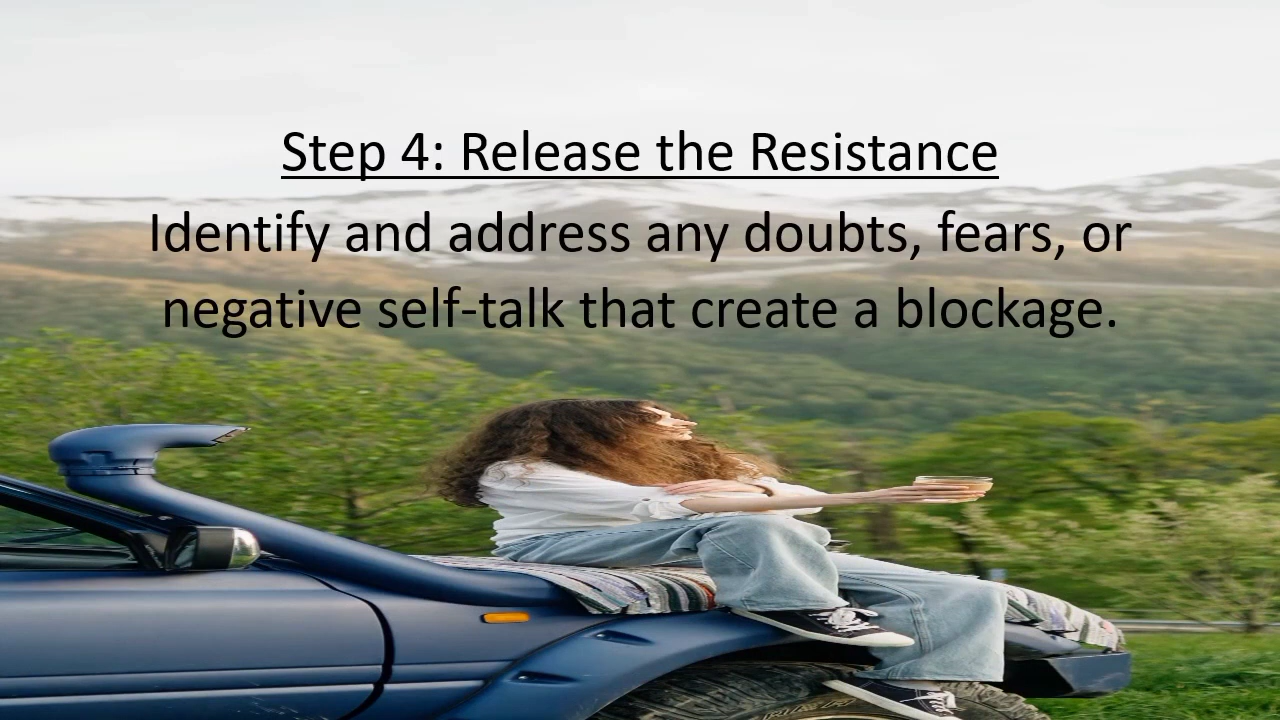 Step 4: Release the Resistance
Identify and address any doubts, fears, or
negative self-talk that create a blockage.